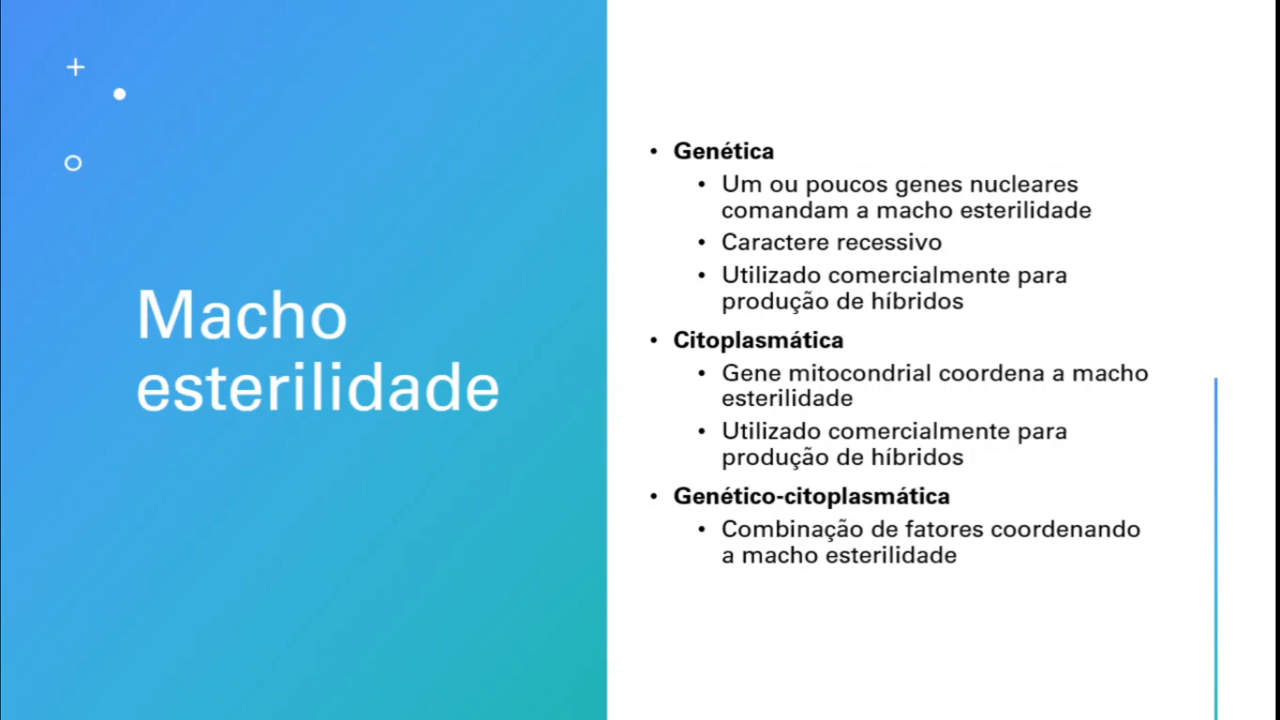 Macho
esterilidade
• Genética
• Um ou poucos genes nucleares
comandam a macho esterilidade
• Caractere recessivo
• Utilizado comercialmente para
produção de híbridos
• Citoplasmática
• Gene mitocondrial coordena a macho
esterilidade
• Utilizado comercialmente para
produção de híbridos
• Genético-citoplasmática
• Combinação de fatores coordenando
a macho esterilidade